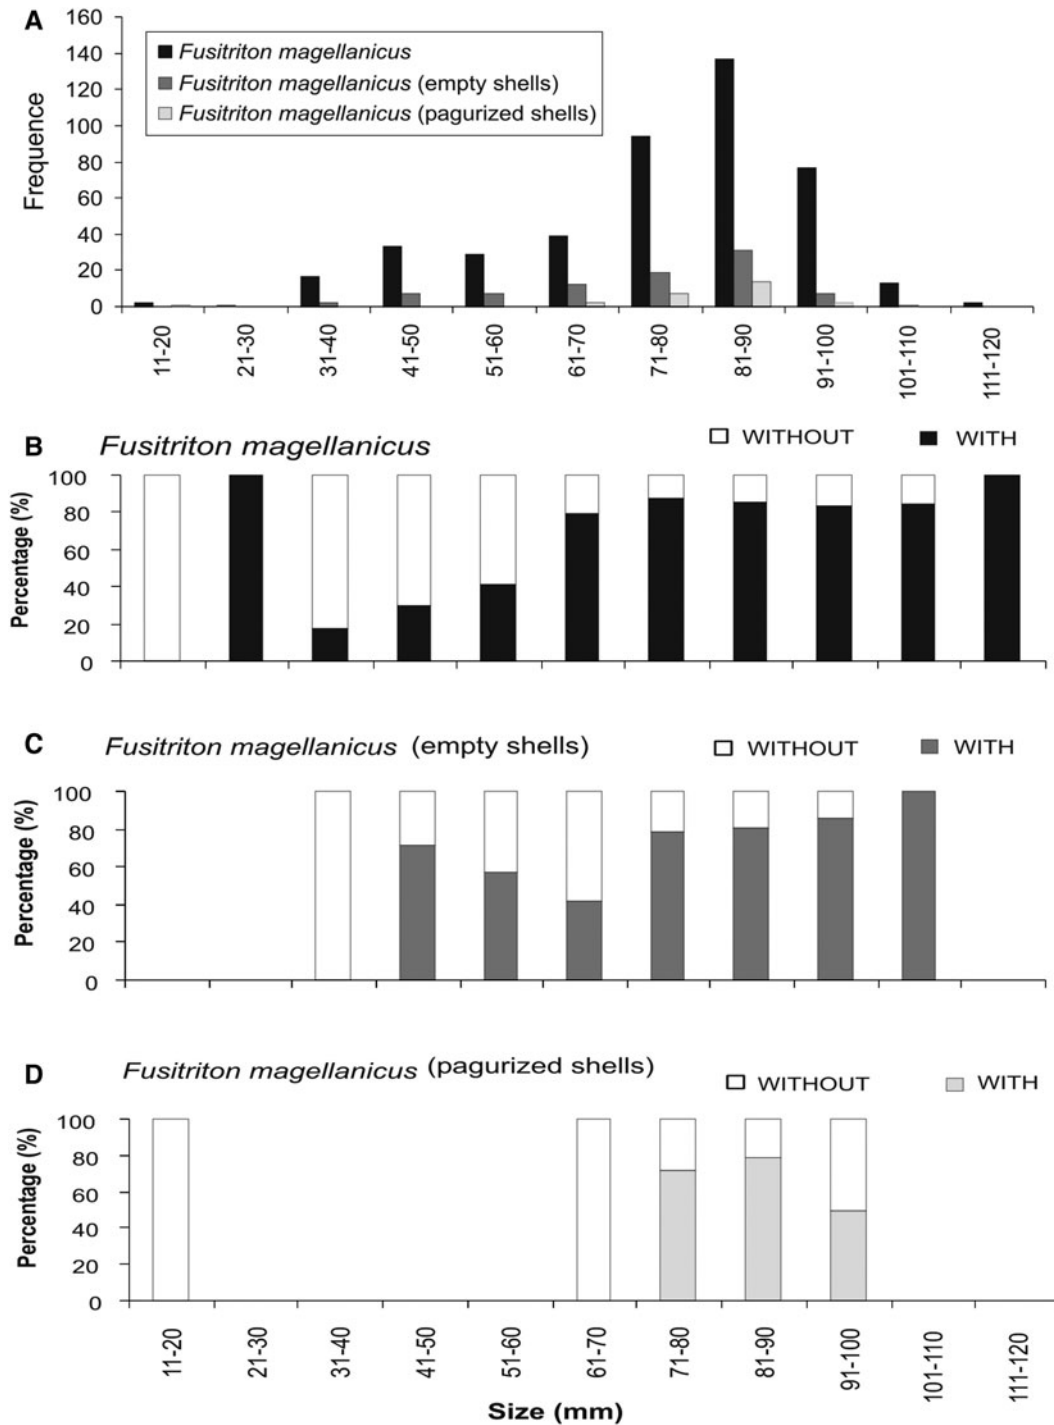 A
160
140
120
100
80
60
40
20
0
Frequence
Fusitriton magellanicus
Fusitriton magellanicus (empty shells)
Fusitriton magellanicus (pagurized shells)
11-20 21-30 31-40 41-50 51-60 61-70 71-80 81-90 91-100 101-110 111-120
B Fusitriton magellanicus WITHOUT WITH
100
80
60
40
20
0
Percentage (%)
C Fusitriton magellanicus (empty shells) WITHOUT WITH
100
80
60
40
20
0
Percentage (%)
D Fusitriton magellanicus (pagurized shells) WITHOUT WITH
100
80
60
40
20
0
Percentage (%)
11-20 21-30 31-40 41-50 51-60 61-70 71-80 81-90 91-100 101-110 111-120
Size (mm)